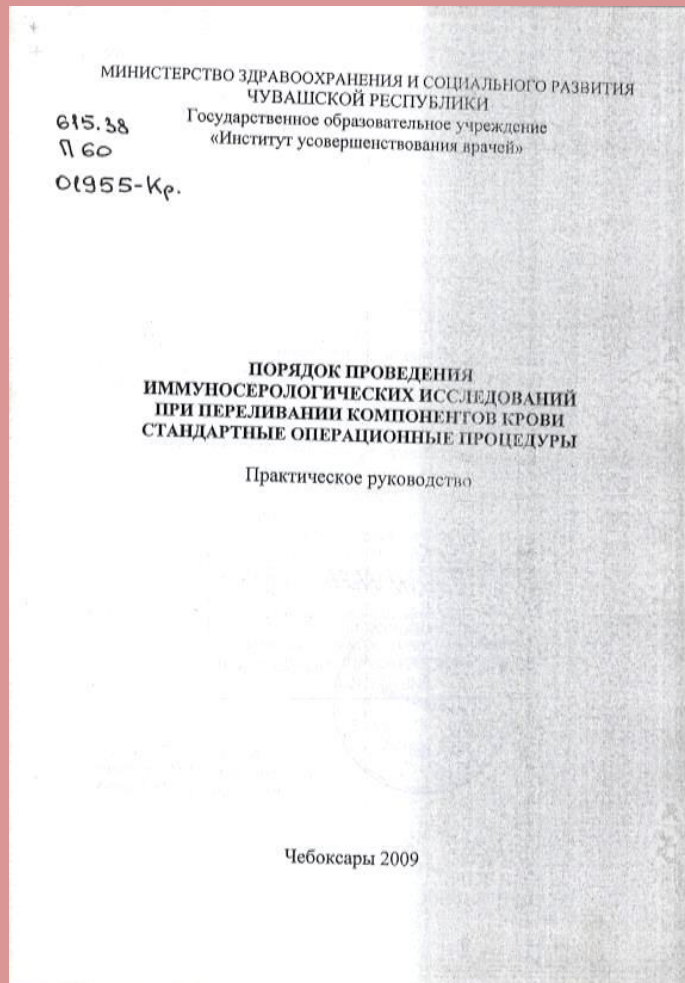 МИНИСТЕРСТВО ЗДРАВООХРАНЕНИЯ И СОЦИАЛЬНОГО РАЗВИТИЯ
ЧУВАШСКОЙ РЕСПУБЛИКИ
Государственное образовательное учреждение
«Институт усовершенствования врачей»
615.38
П 60
01955-Кр.
ПОРЯДОК ПРОВЕДЕНИЯ
ИММУНОСЕРОЛОГИЧЕСКИХ ИССЛЕДОВАНИЙ
ПРИ ПЕРЕЛИВАНИИ КОМПОНЕНТОВ КРОВИ
СТАНДАРТНЫЕ ОПЕРАЦИОННЫЕ ПРОЦЕДУРЫ
Практическое руководство
Чебоксары 2009